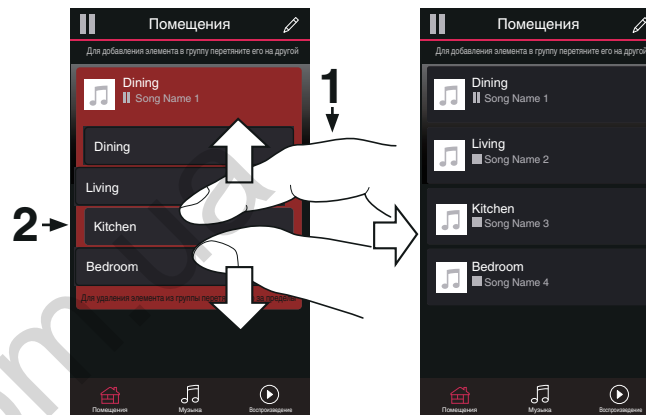 Помещения
Для добавления элемента в группу перетяните его на другой
Dining
Song Name 1
Dining
Living
Kitchen
Bedroom
Для удаления элемента из группы за пределы
Помещения
Музыка
Воспроизведение
1
2
Помещения
Для добавления элемента в группу перетяните его на другой
Dining
Song Name 1
Living
Song Name 2
Kitchen
Song Name 3
Bedroom
Song Name 4
Помещения
Музыка
Воспроизведение